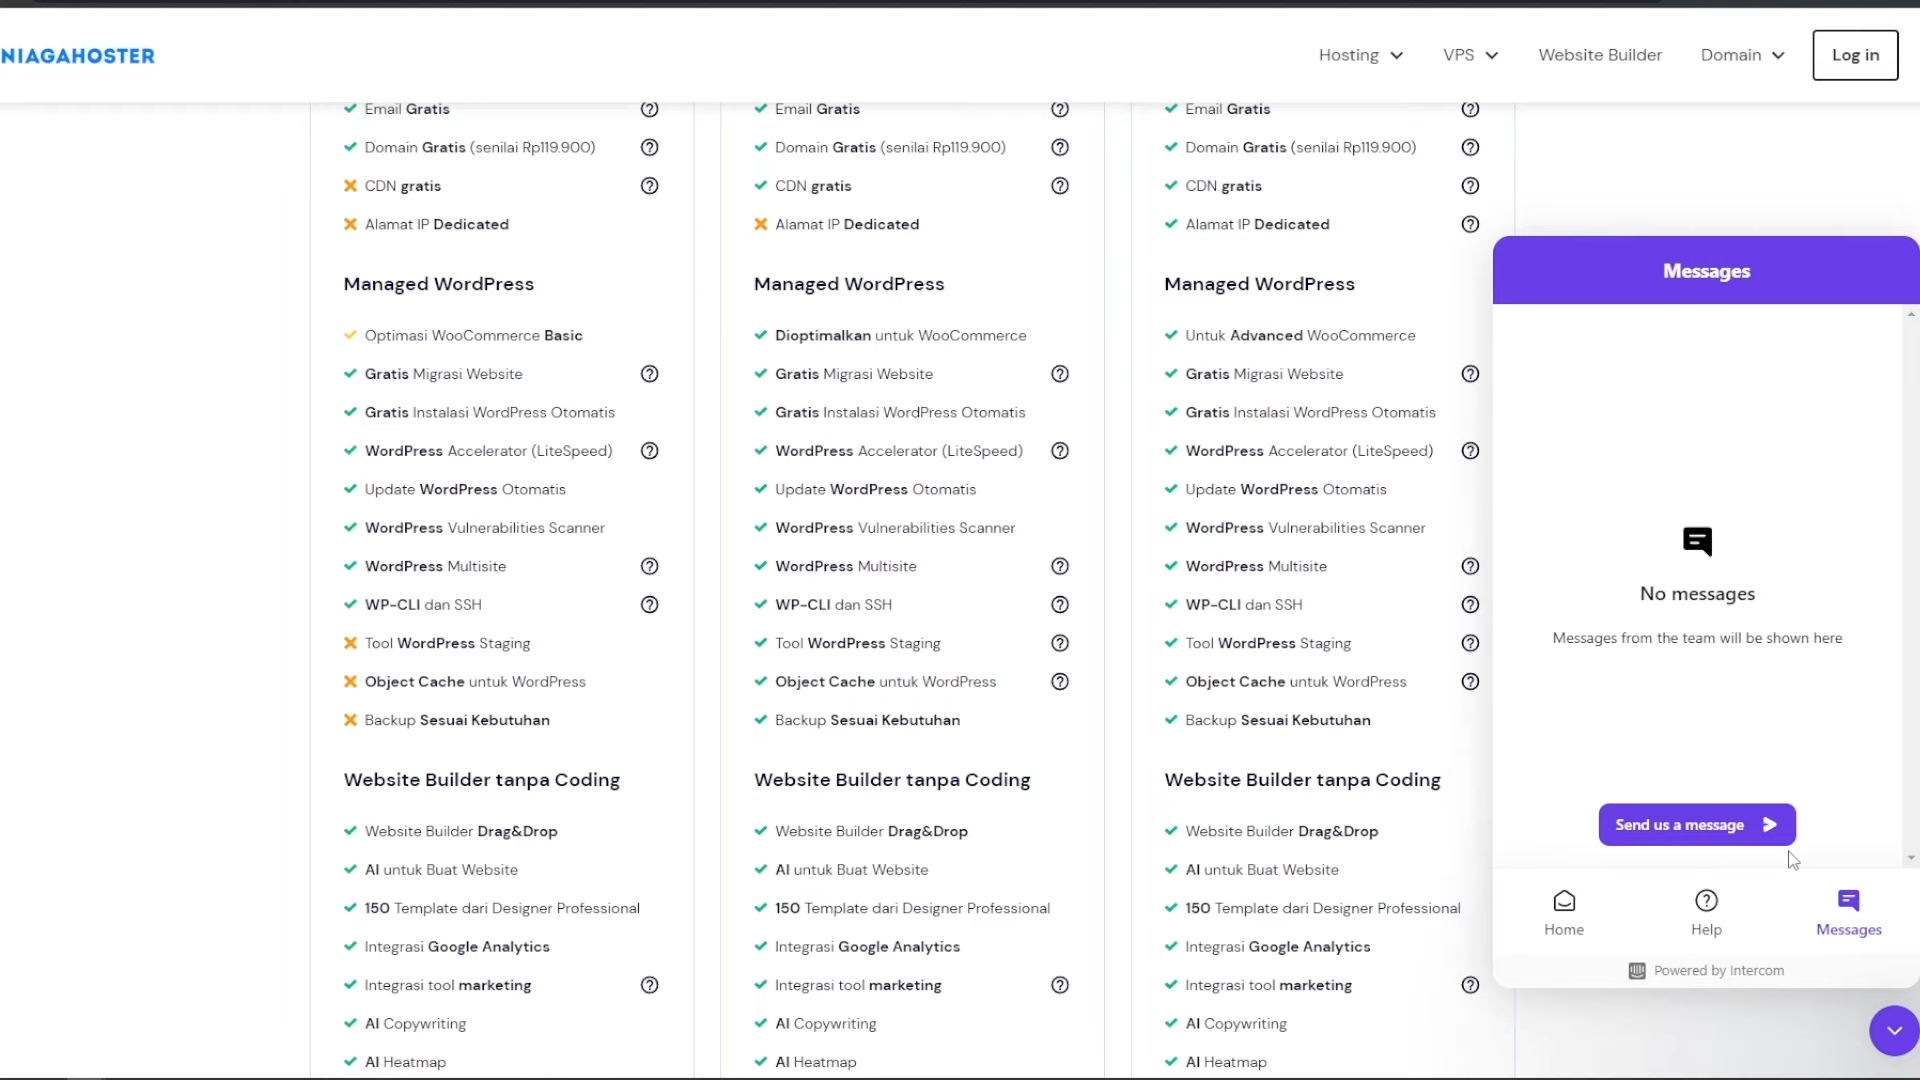 NIAGAHOSTER
Hosting
VPS
Website Builder
Domain
Log in
Email Gratis
Domain Gratis (senilai Rp119.900)
CDN gratis
Alamat IP Dedicated
Managed WordPress
Optimasi WooCommerce Basic
Gratis Migrasi Website
Gratis Instalasi WordPress Otomatis
WordPress Accelerator (LiteSpeed)
Update WordPress Otomatis
WordPress Vulnerabilities Scanner
WordPress Multisite
WP-CLI dan SSH
Tool WordPress Staging
Object Cache untuk WordPress
Backup Sesuai Kebutuhan
Website Builder tanpa Coding
Website Builder Drag&Drop
AI untuk Buat Website
150 Template dari Designer Professional
Integrasi Google Analytics
Integrasi tool marketing
AI Copywriting
AI Heatmap
Email Gratis
Domain Gratis (senilai Rp119.900)
CDN gratis
Alamat IP Dedicated
Managed WordPress
Dioptimalkan untuk WooCommerce
Gratis Migrasi Website
Gratis Instalasi WordPress Otomatis
WordPress Accelerator (LiteSpeed)
Update WordPress Otomatis
WordPress Vulnerabilities Scanner
WordPress Multisite
WP-CLI dan SSH
Tool WordPress Staging
Object Cache untuk WordPress
Backup Sesuai Kebutuhan
Website Builder tanpa Coding
Website Builder Drag&Drop
AI untuk Buat Website
150 Template dari Designer Professional
Integrasi Google Analytics
Integrasi tool marketing
AI Copywriting
AI Heatmap
Email Gratis
Domain Gratis (senilai Rp119.900)
CDN gratis
Alamat IP Dedicated
Managed WordPress
Untuk Advanced WooCommerce
Gratis Migrasi Website
Gratis Instalasi WordPress Otomatis
WordPress Accelerator (LiteSpeed)
Update WordPress Otomatis
WordPress Vulnerabilities Scanner
WordPress Multisite
WP-CLI dan SSH
Tool WordPress Staging
Object Cache untuk WordPress
Backup Sesuai Kebutuhan
Website Builder tanpa Coding
Website Builder Drag&Drop
AI untuk Buat Website
150 Template dari Designer Professional
Integrasi Google Analytics
Integrasi tool marketing
AI Copywriting
AI Heatmap
Messages
No messages
Messages from the team will be shown here
Send us a message
Home
Help
Messages
Powered by Intercom